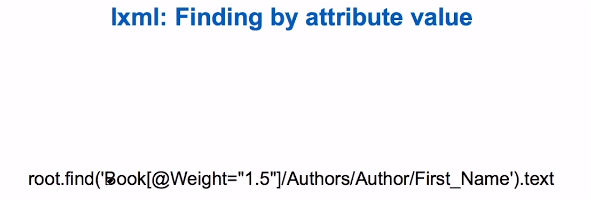 lxml: Finding by attribute value
root.find('Book[@Weight="1.5"]/Authors/Author/First_Name').text